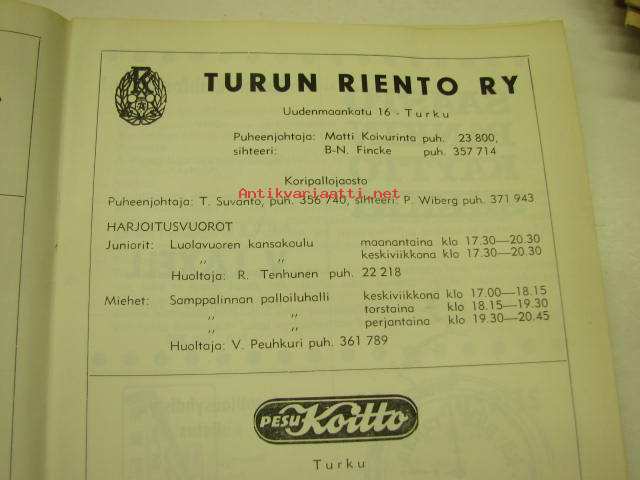 TR
TURUN RIENTO RY
Uudenmaankatu 16 - Turku
Puheenjohtaja: Matti Koivurinta puh. 23 800,
sihteeri: B-N. Fincke puh. 357 714
Koripallojaosto
Antikvariaatti.net
Puheenjohtaja: T. Suvanto, puh. 356 740, sihteeri: P. Wiberg puh. 371 943
HARJOITUSVUOROT
Juniorit: Luolavuoren kansakoulu maanantaina klo 17.30—20.30
„ „ keskiviikkona klo 17.30—20.30
Huoltaja: R. Tenhunen puh. 22 218
Miehet: Samppalinnan palloiluhalli keskiviikkona klo 17.00—18.15
„ „ torstaina klo 18.15—19.30
„ „ perjantaina klo 19.30—20.45
Huoltaja: V. Peuhkuri puh. 361 789
PESU Koitto
Turku